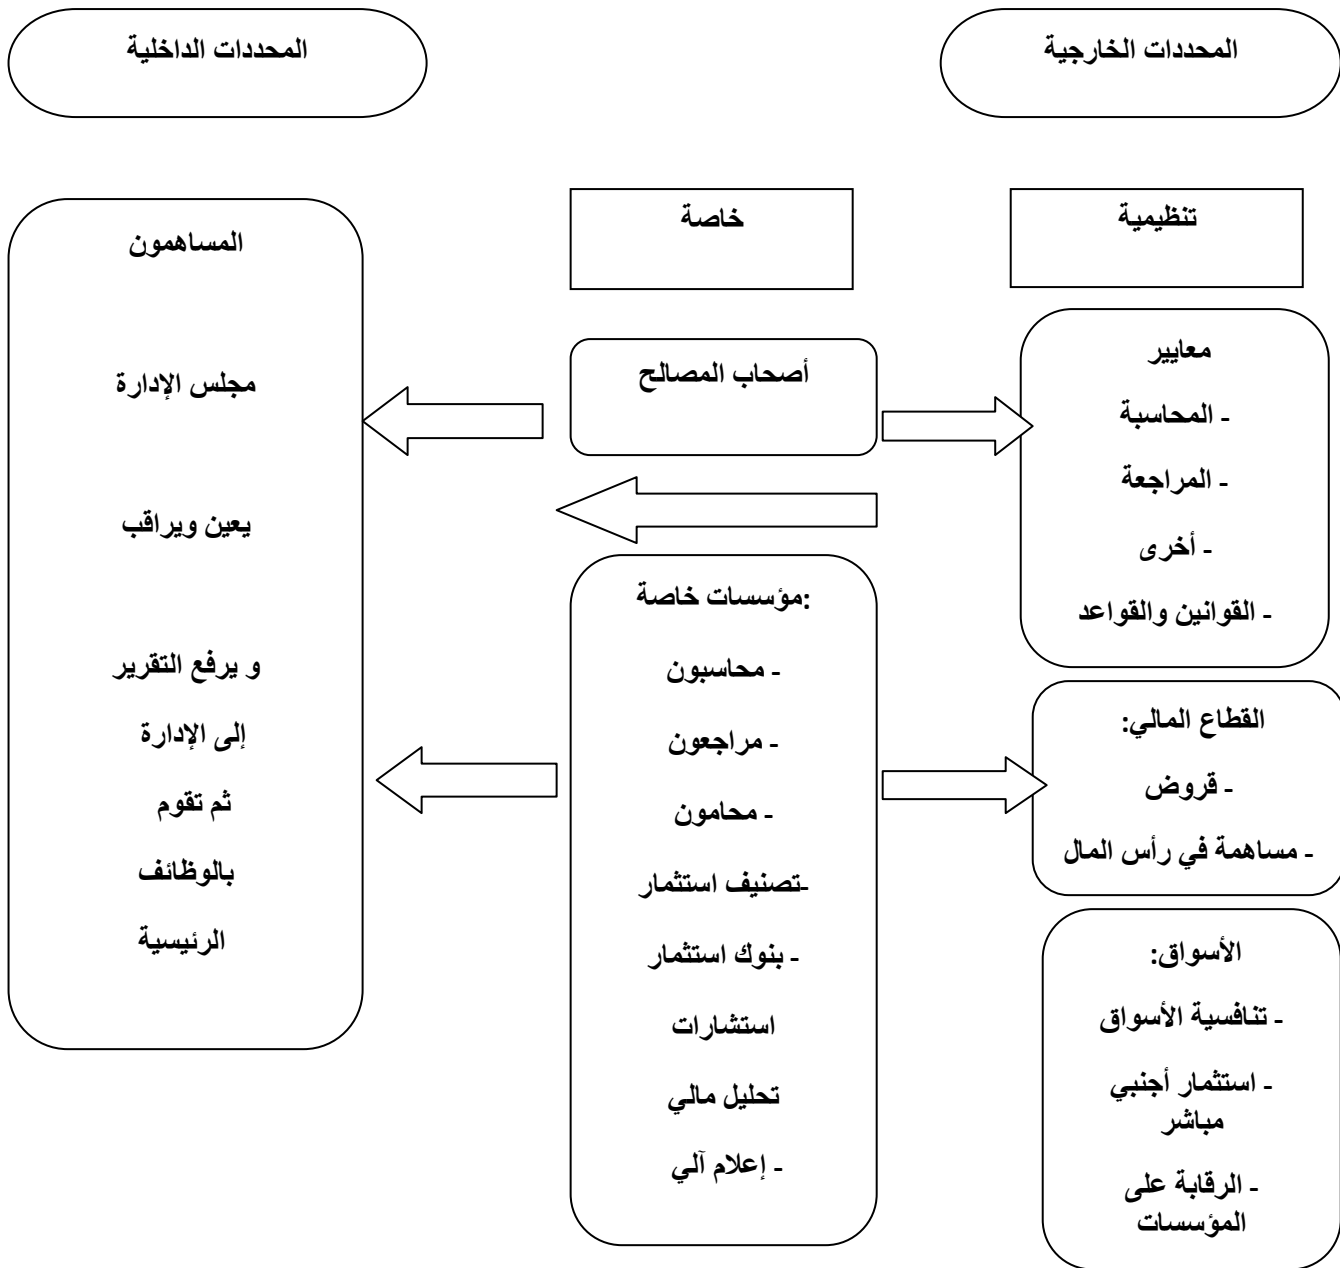 المحددات الخارجية
المحددات الداخلية
تنظيمية
خاصة
معايير
- المحاسبة
- المراجعة
- أخرى
- القوانين والقواعد
القطاع المالي:
- قروض
- مساهمة في رأس المال
الأسواق:
- تنافسية الأسواق
- استثمار أجنبي
مباشر
- الرقابة على
المؤسسات
أصحاب المصالح
:مؤسسات خاصة
- محاسبون
- مراجعون
- محامون
-تصنيف استثمار
- بنوك استثمار
استشارات
تحليل مالي
- إعلام آلي
المساهمون
مجلس الإدارة
يعين ويراقب
و يرفع التقرير
إلى الإدارة
ثم تقوم
بالوظائف
الرئيسية